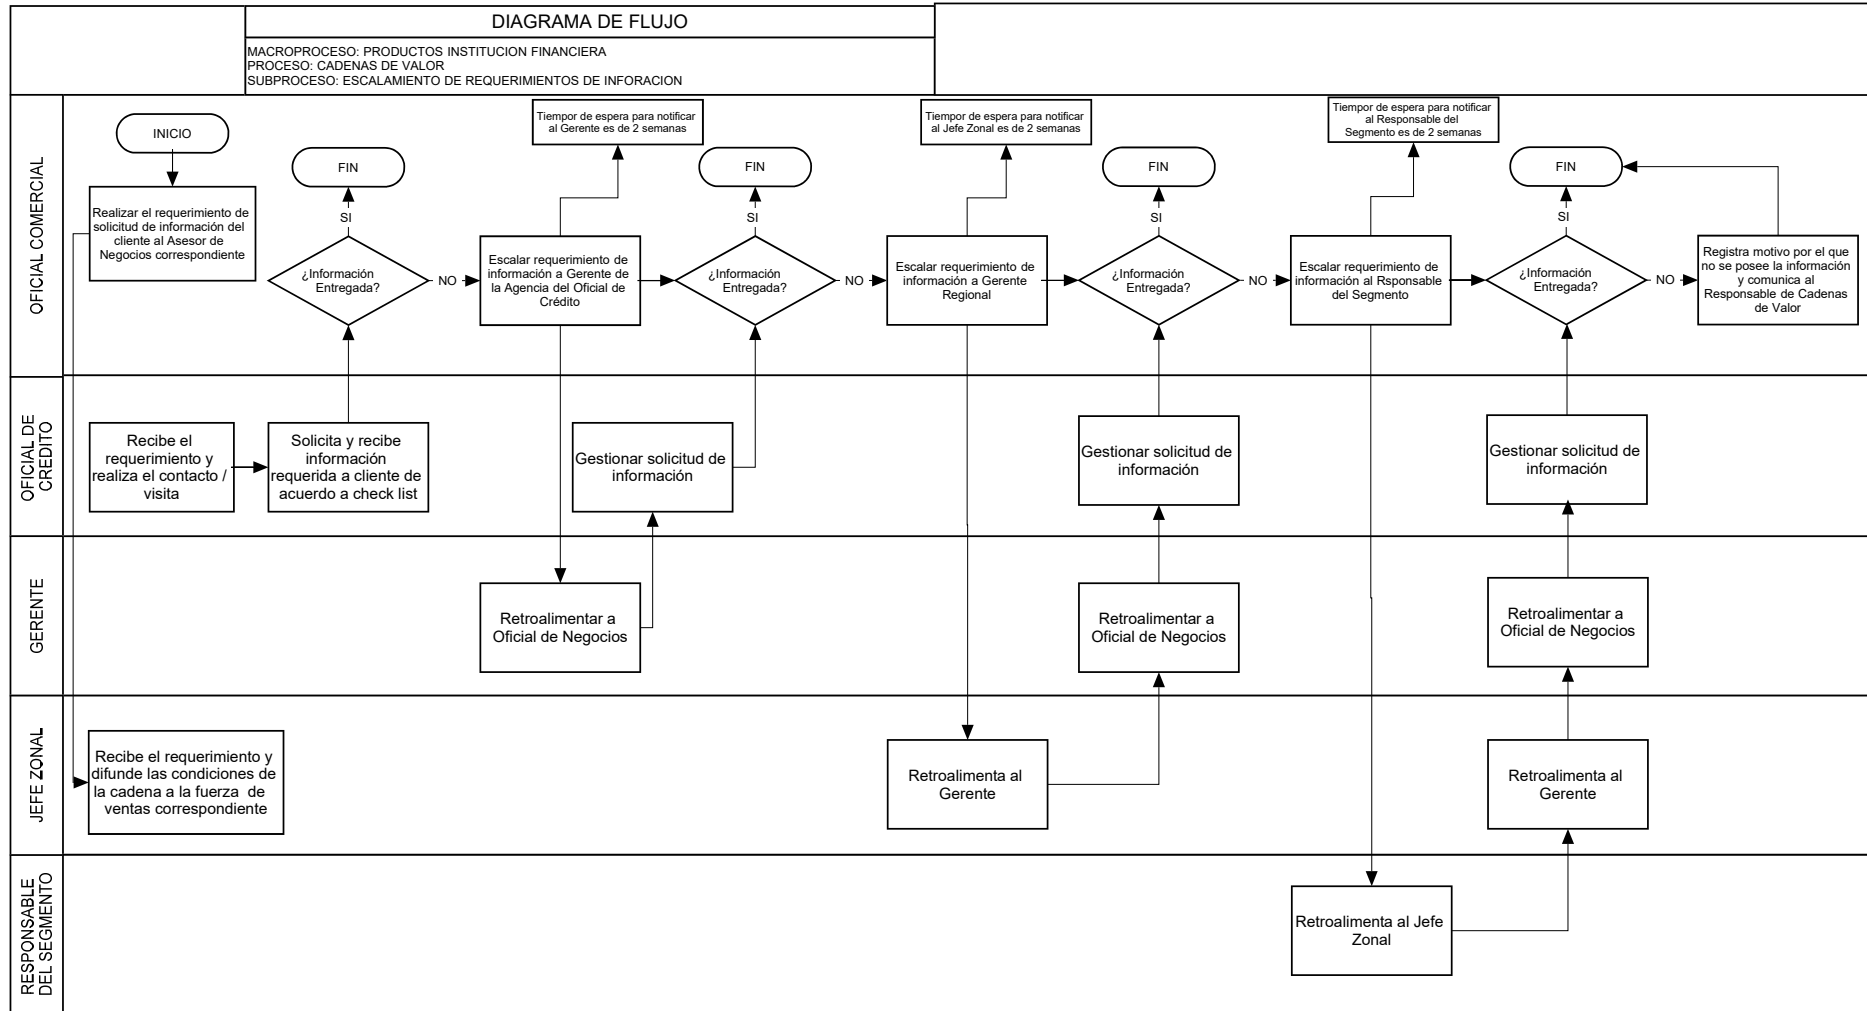 DIAGRAMA DE FLUJO
MACROPROCESO: PRODUCTOS INSTITUCION FINANCIERA
PROCESO: CADENAS DE VALOR
SUBPROCESO: ESCALAMIENTO DE REQUERIMIENTOS DE INFORACION
OFICIAL COMERCIAL
INICIO
Realizar el requerimiento de
solicitud de información del
cliente al Asesor de
Negocios correspondiente
FIN
SI
¿Información
Entregada?
NO
Tiempor de espera para notificar
al Gerente es de 2 semanas
Escalar requerimiento de
información a Gerente de
la Agencia del Oficial de
Crédito
FIN
SI
¿Información
Entregada?
NO
Tiempor de espera para notificar
al Jefe Zonal es de 2 semanas
Escalar requerimiento de
información a Gerente
Regional
FIN
SI
¿Información
Entregada?
NO
Tiempor de espera para notificar
al Responsable del
Segmento es de 2 semanas
Escalar requerimiento de
información al Rsponsable
del Segmento
FIN
SI
¿Información
Entregada?
NO
Registra motivo por el que
no se posee la información
y comunica al
Responsable de Cadenas
de Valor
OFICIAL DE
CREDITO
Recibe el
requerimiento y
realiza el contacto /
visita
Solicita y recibe
información
requerida a cliente de
acuerdo a check list
Gestionar solicitud de
información
Gestionar solicitud de
información
Gestionar solicitud de
información
GERENTE
Retroalimentar a
Oficial de Negocios
Retroalimentar a
Oficial de Negocios
Retroalimentar a
Oficial de Negocios
JEFE ZONAL
Recibe el requerimiento y
difunde las condiciones de
la cadena a la fuerza de
ventas correspondiente
Retroalimenta al
Gerente
Retroalimenta al
Gerente
RESPONSABLE
DEL SEGMENTO
Retroalimenta al Jefe
Zonal